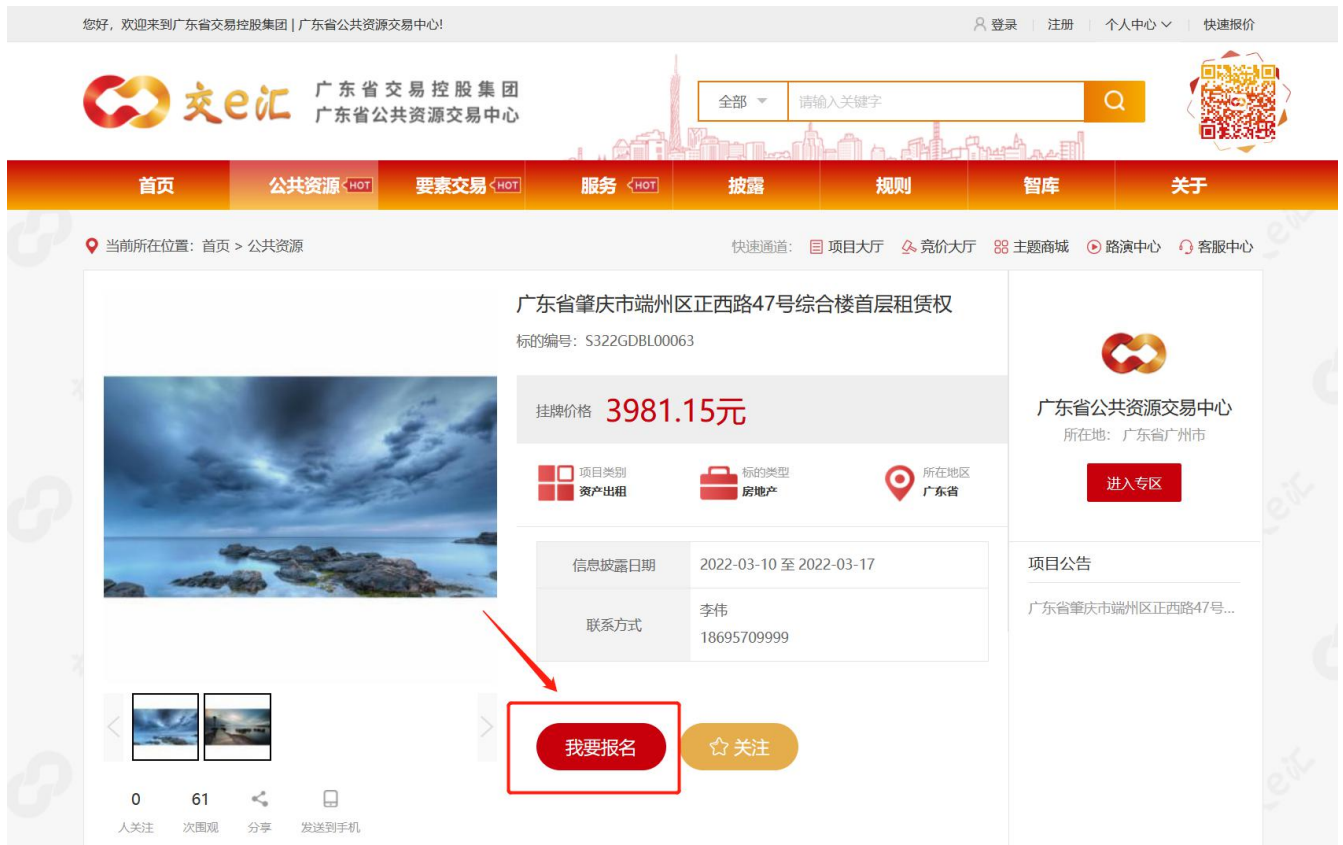 您好，欢迎来到广东省交易控股集团 | 广东省公共资源交易中心!
登录 注册 个人中心 快速报价
交e汇
广东省交易控股集团
广东省公共资源交易中心
全部 请输入关键字
首页 公共资源 HOT 要素交易 HOT 服务 HOT 披露 规则 智库 关于
当前所在位置：首页 > 公共资源
快速通道： 项目大厅 竞价大厅 主题商城 路演中心 客服中心
广东省肇庆市端州区正西路47号综合楼首层租赁权
标的编号：S322GDBL00063
挂牌价格 3981.15元
项目类别
资产出租
标的类型
房地产
所在地区
广东省
信息披露日期 2022-03-10 至 2022-03-17
联系方式
李伟
18695709999
我要报名 关注
0 61
人关注 次围观 分享 发送到手机
广东省公共资源交易中心
所在地： 广东省广州市
进入专区
项目公告
广东省肇庆市端州区正西路47号...